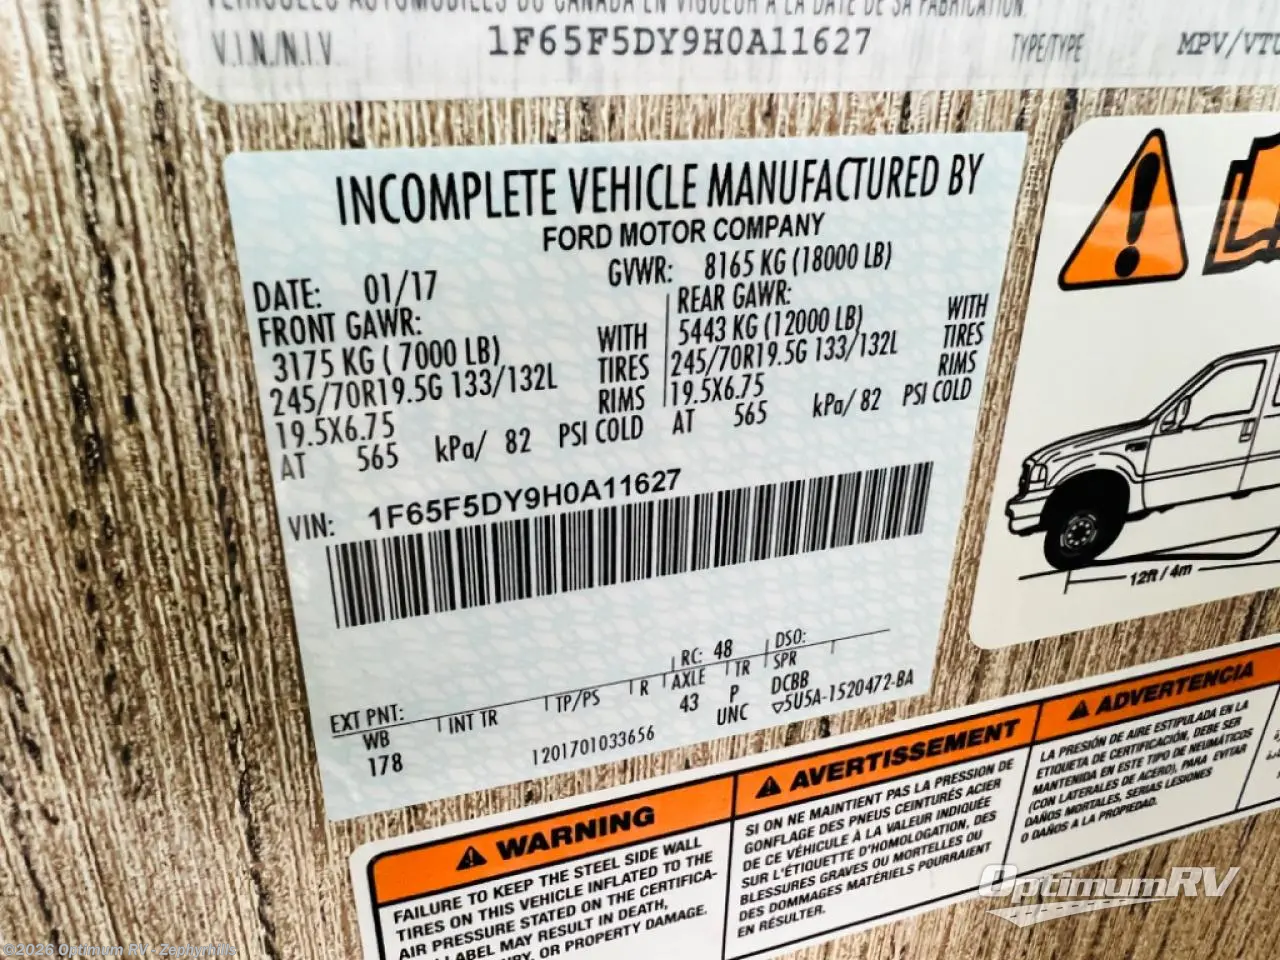 VÉHICULES AUTOMOBILES DU CANADA EN VIGUEUR A LA DATE DE SA FABRICATION.
V.I.N./N.I.V. 1F65F5DY9H0A11627 TYPE/TYPE MPV/VTU
INCOMPLETE VEHICLE MANUFACTURED BY
FORD MOTOR COMPANY
DATE: 01/17 GVWR: 8165 KG (18000 LB)
FRONT GAWR: REAR GAWR:
3175 KG ( 7000 LB) WITH 5443 KG (12000 LB) WITH
245/70R19.5G 133/132L TIRES 245/70R19.5G 133/132L TIRES
19.5X6.75 RIMS 19.5X6.75 RIMS
AT 565 kPa/ 82 PSI COLD AT 565 kPa/ 82 PSI COLD
VIN: 1F65F5DY9H0A11627
EXT PNT: RC: 48 DSO:
WB INT TR TP/PS R AXLE TR SPR
178 43 P DCBB
1201701033656 UNC ▽5U5A-1520472-BA
F350
12ft / 4m
WARNING
FAILURE TO KEEP THE STEEL SIDE WALL
TIRES ON THIS VEHICLE INFLATED TO THE
AIR PRESSURE STATED ON THE CERTIFICA-
LABEL MAY RESULT IN DEATH,
OR PROPERTY DAMAGE.
AVERTISSEMENT
SI ON NE MAINTIENT PAS LA PRESSION DE
GONFLAGE DES PNEUS CEINTURÉS ACIER
DE CE VÉHICULE À LA VALEUR INDIQUÉE
SUR L'ÉTIQUETTE D'HOMOLOGATION, DES
BLESSURES GRAVES OU MORTELLES OU
DES DOMMAGES MATÉRIELS POURRAIENT
EN RÉSULTER.
ADVERTENCIA
LA PRESIÓN DE AIRE ESTIPULADA EN LA
ETIQUETA DE CERTIFICACIÓN, DEBE SER
MANTENIDA EN ESTE TIPO DE NEUMÁTICOS
(CON LATERALES DE ACERO), PARA EVITAR
DAÑOS MORTALES, SERIAS LESIONES
O DAÑOS A LA PROPIEDAD.
OptimumRV
©2026 Optimum RV - Zephyrhills